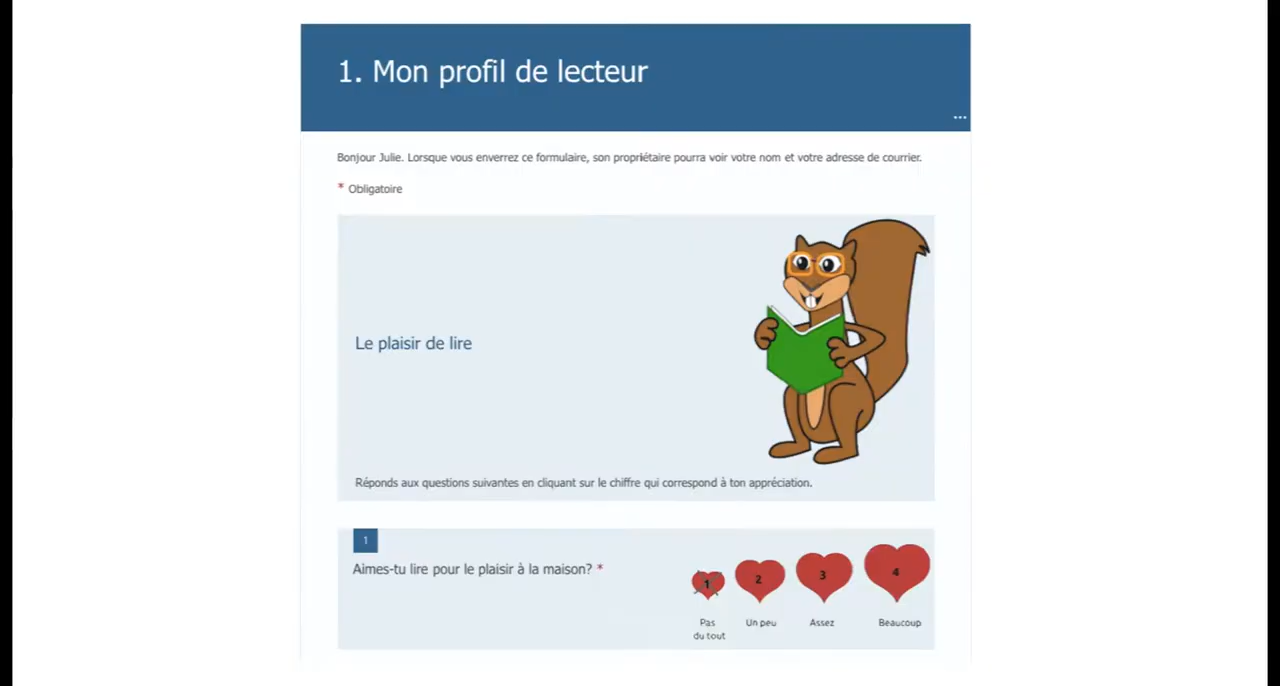 1. Mon profil de lecteur
...
Bonjour Julie. Lorsque vous enverrez ce formulaire, son propriétaire pourra voir votre nom et votre adresse de courrier.
* Obligatoire
Le plaisir de lire
Réponds aux questions suivantes en cliquant sur le chiffre qui correspond à ton appréciation.
1
Aimes-tu lire pour le plaisir à la maison? *
1 2 3 4
Pas Un peu Assez Beaucoup
du tout